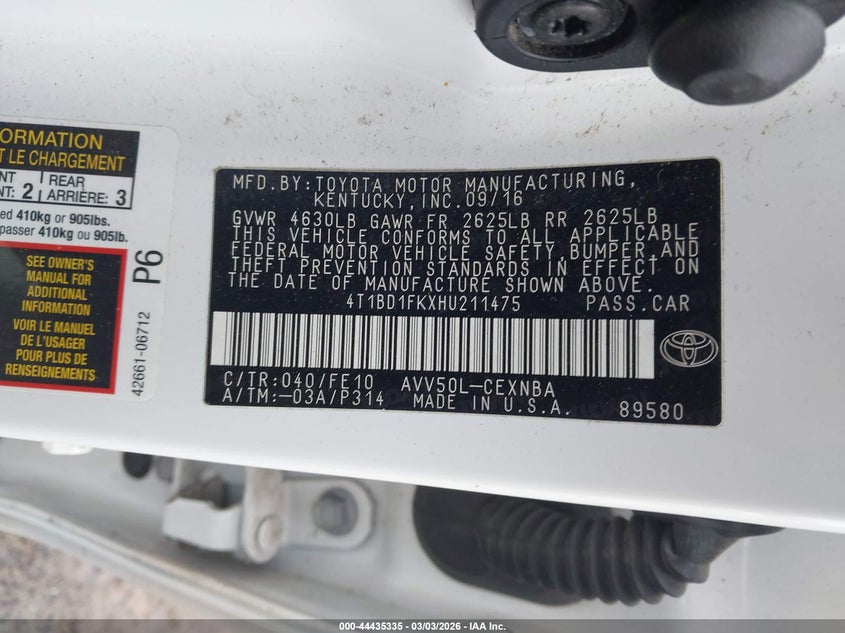 ORMATION
T LE CHARGEMENT
NT 2 REAR 3
NT: ARRIÈRE:
ed 410kg or 905lbs.
passer 410kg ou 905lb.
SEE OWNER'S
MANUAL FOR
ADDITIONAL
INFORMATION
VOIR LE MANUEL
DU PROPRIÉTAIRE
POUR PLUS DE
RENSEIGNEMENTS
P6
42661-06712
MFD.BY:TOYOTA MOTOR MANUFACTURING,
KENTUCKY,INC.09/16
GVWR 4630LB GAWR FR 2625LB RR 2625LB
THIS VEHICLE CONFORMS TO ALL APPLICABLE
FEDERAL MOTOR VEHICLE SAFETY,BUMPER,AND
THEFT PREVENTION STANDARDS IN EFFECT ON
THE DATE OF MANUFACTURE SHOWN ABOVE.
4T1BD1FKXHU211475 PASS.CAR
C/TR:040/FE10 AVV50L-CEXNBA
A/TM:-03A/P314 MADE IN U.S.A. 89580
000-44435335 - 03/03/2026 - IAA Inc.